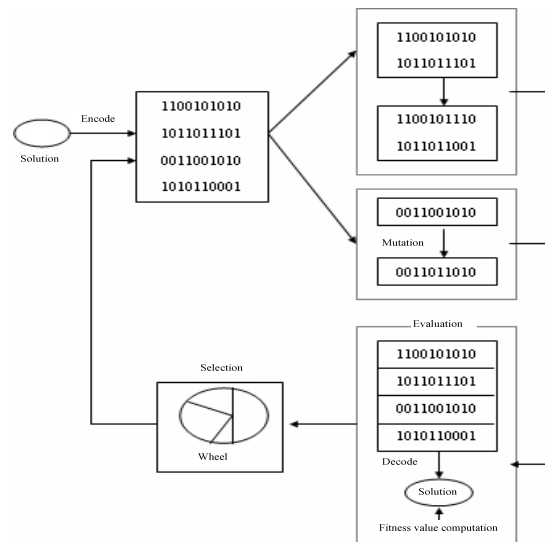 Encode
Solution
1100101010
1011011101
0011001010
1010110001
1100101010
1011011101
1100101110
1011011001
0011001010
Mutation
0011011010
Evaluation
1100101010
1011011101
0011001010
1010110001
Decode
Solution
Fitness value computation
Selection
Wheel